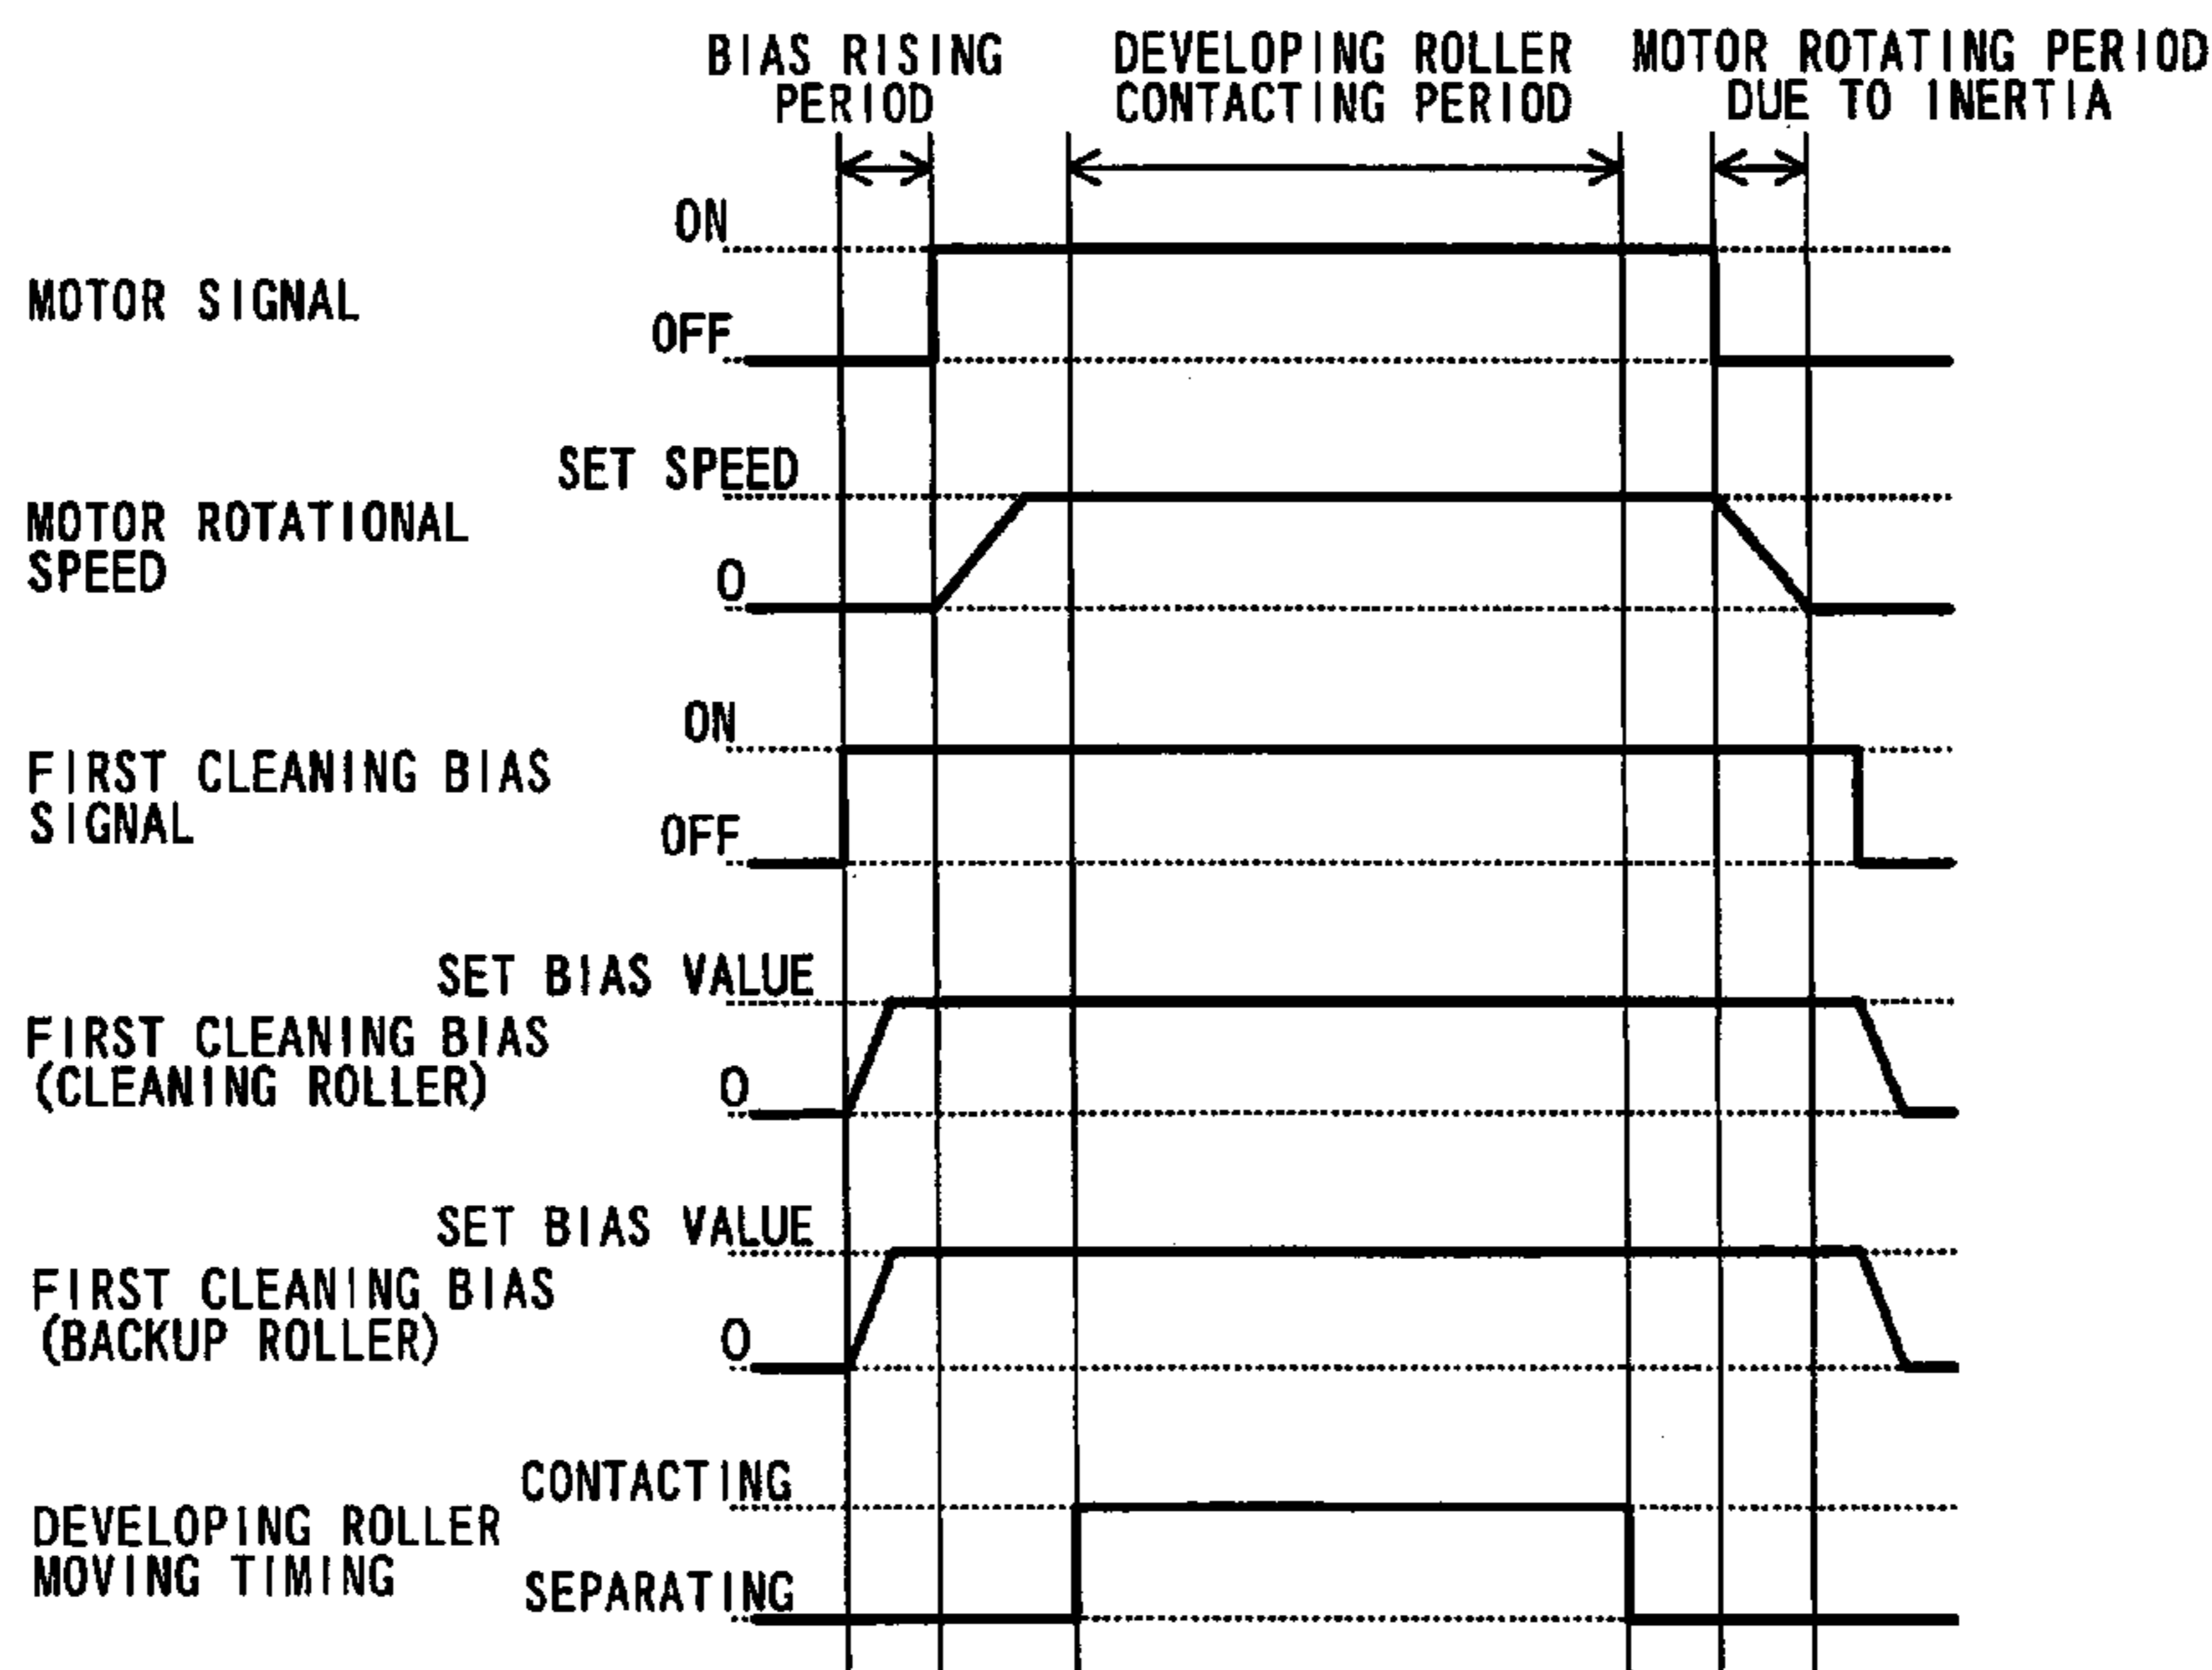 BIAS RISING
PERIOD
DEVELOPING ROLLER
CONTACTING PERIOD
MOTOR ROTATING PERIOD
DUE TO INERTIA
MOTOR SIGNAL
ON
OFF
MOTOR ROTATIONAL
SPEED
SET SPEED
0
FIRST CLEANING BIAS
SIGNAL
ON
OFF
FIRST CLEANING BIAS
(CLEANING ROLLER)
SET BIAS VALUE
0
FIRST CLEANING BIAS
(BACKUP ROLLER)
SET BIAS VALUE
0
DEVELOPING ROLLER
MOVING TIMING
CONTACTING
SEPARATING